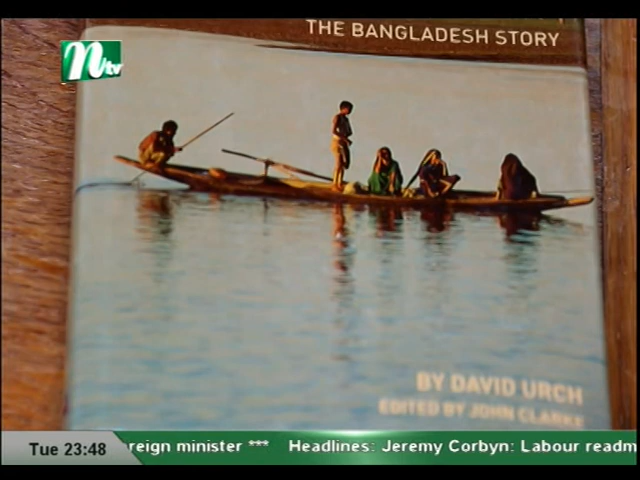 THE BANGLADESH STORY
ntv
BY DAVID URCH
EDITED BY JOHN CLARKE
Tue 23:48
reign minister *** Headlines: Jeremy Corbyn: Labour readm